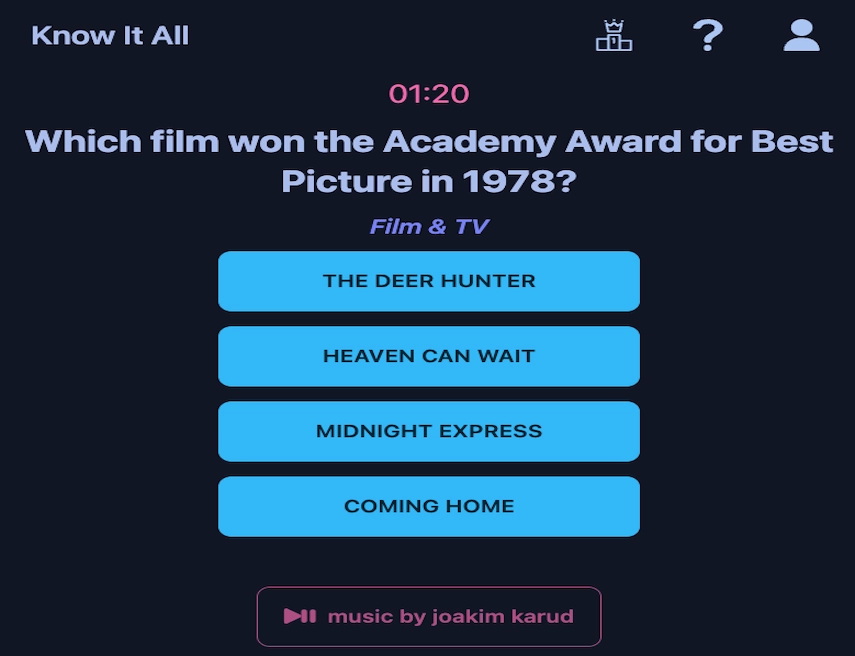 Know It All
01:20
Which film won the Academy Award for Best
Picture in 1978?
Film & TV
THE DEER HUNTER
HEAVEN CAN WAIT
MIDNIGHT EXPRESS
COMING HOME
music by joakim karud